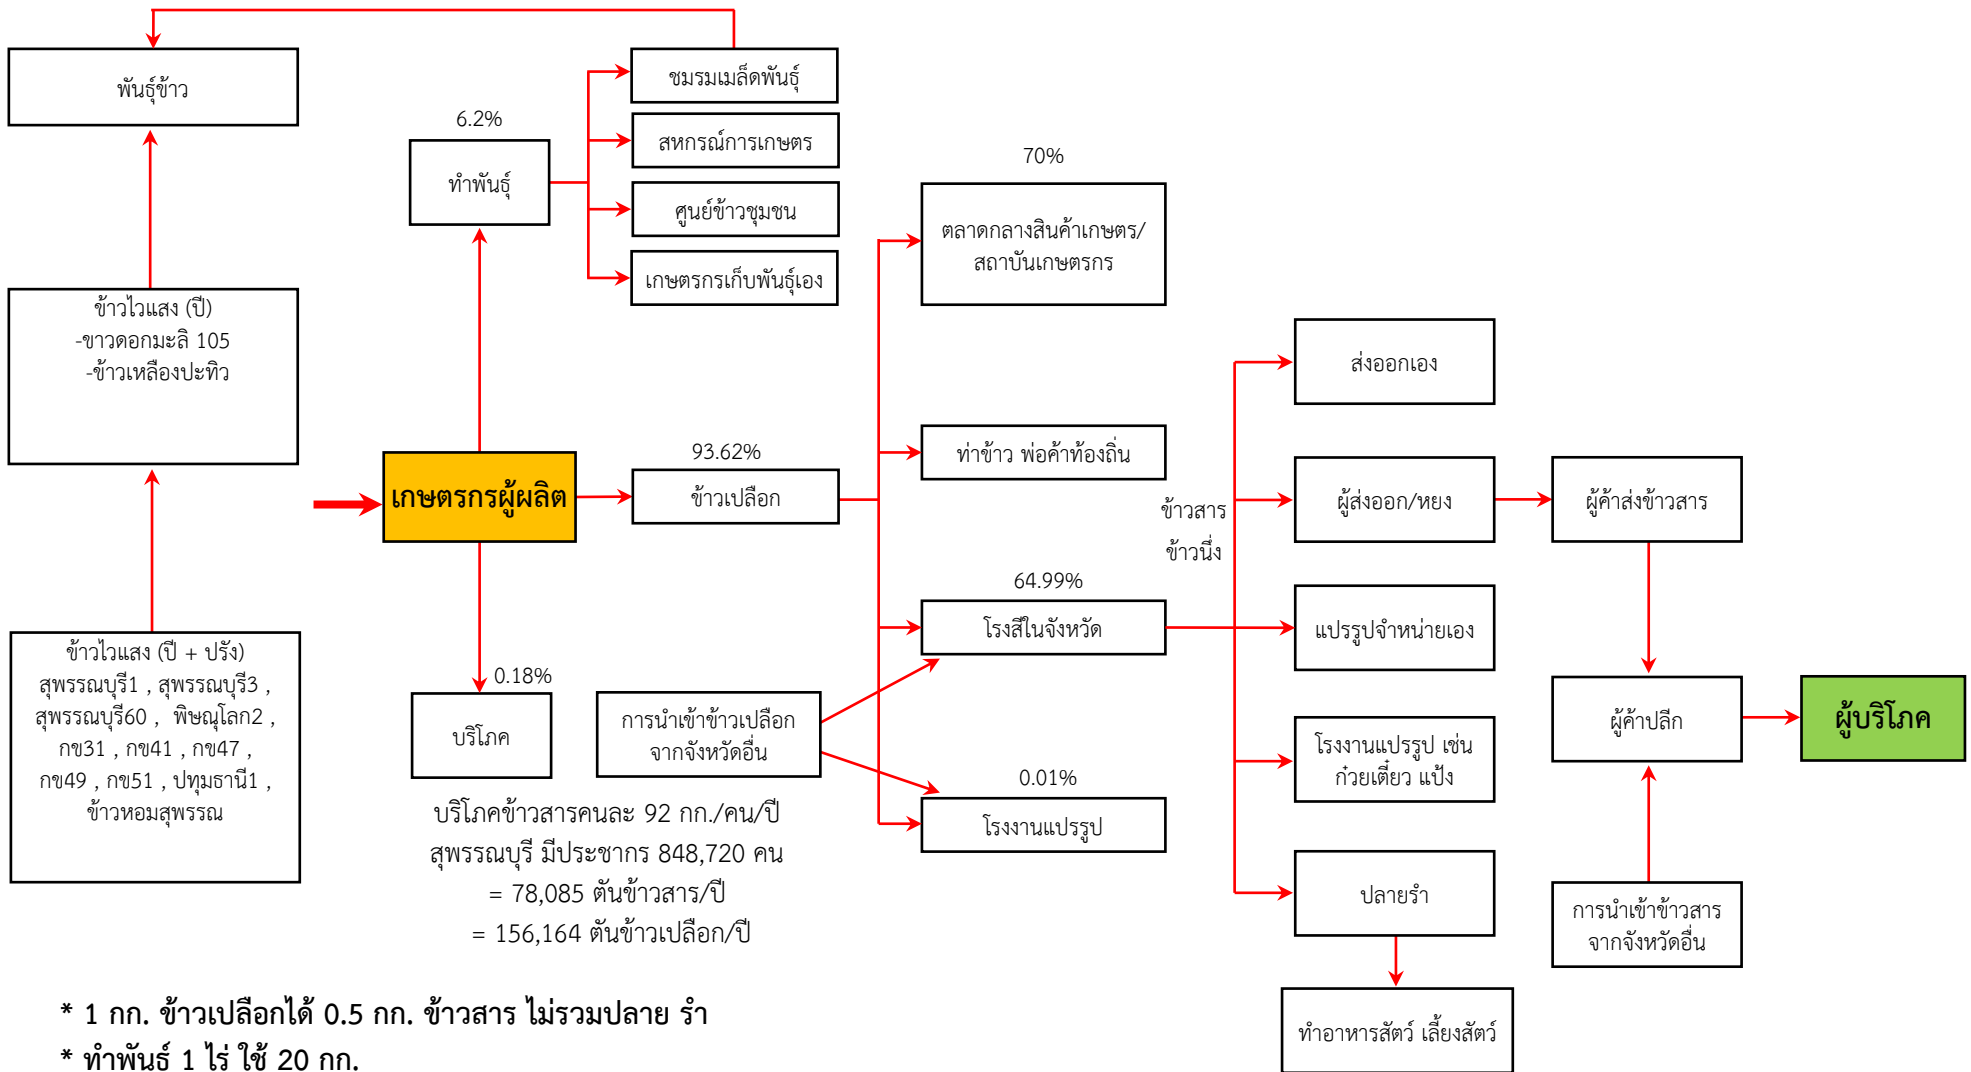 พันธุ์ข้าว
ข้าวไวแสง (ปี)
-ขาวดอกมะลิ 105
-ข้าวเหลืองปะทิว
ข้าวไวแสง (ปี + ปรัง)
สุพรรณบุรี1 , สุพรรณบุรี3 ,
สุพรรณบุรี60 , พิษณุโลก2 ,
กข31 , กข41 , กข47 ,
กข49 , กข51 , ปทุมธานี1 ,
ข้าวหอมสุพรรณ
6.2%
ทำพันธุ์
ชมรมเมล็ดพันธุ์
สหกรณ์การเกษตร
ศูนย์ข้าวชุมชน
เกษตรกรเก็บพันธุ์เอง
เกษตรกรผู้ผลิต
93.62%
ข้าวเปลือก
0.18%
บริโภค
การนำเข้าข้าวเปลือก
จากจังหวัดอื่น
บริโภคข้าวสารคนละ 92 กก./คน/ปี
สุพรรณบุรี มีประชากร 848,720 คน
= 78,085 ตันข้าวสาร/ปี
= 156,164 ตันข้าวเปลือก/ปี
70%
ตลาดกลางสินค้าเกษตร/
สถาบันเกษตรกร
ท่าข้าว พ่อค้าท้องถิ่น
64.99%
โรงสีในจังหวัด
0.01%
โรงงานแปรรูป
ข้าวสาร
ข้าวนึ่ง
ส่งออกเอง
ผู้ส่งออก/หยง
แปรรูปจำหน่ายเอง
โรงงานแปรรูป เช่น
ก๋วยเตี๋ยว แป้ง
ปลายรำ
ทำอาหารสัตว์ เลี้ยงสัตว์
ผู้ค้าส่งข้าวสาร
ผู้ค้าปลีก
การนำเข้าข้าวสาร
จากจังหวัดอื่น
ผู้บริโภค
* 1 กก. ข้าวเปลือกได้ 0.5 กก. ข้าวสาร ไม่รวมปลาย รำ
* ทำพันธ์ 1 ไร่ ใช้ 20 กก.